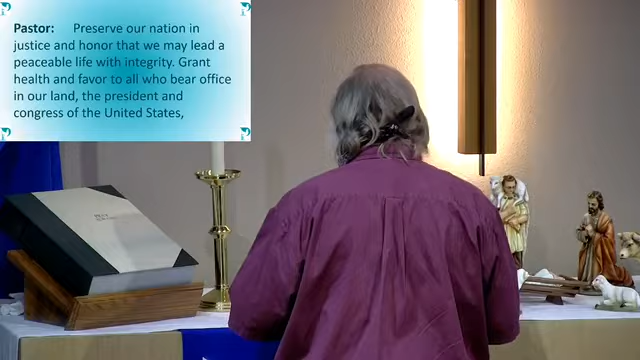 Pastor: Preserve our nation in
justice and honor that we may lead a
peaceable life with integrity. Grant
health and favor to all who bear office
in our land, the president and
congress of the United States,